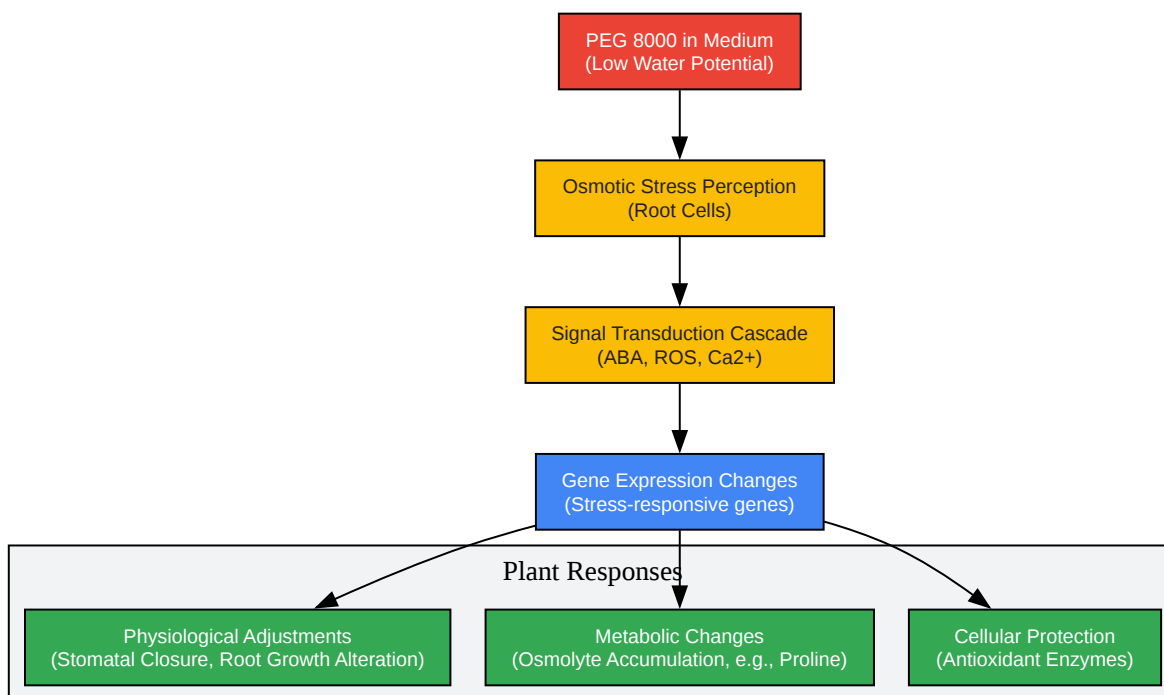 PEG 8000 in Medium
(Low Water Potential)
Osmotic Stress Perception
(Root Cells)
Signal Transduction Cascade
(ABA, ROS, Ca2+)
Gene Expression Changes
(Stress-responsive genes)
Plant Responses
Physiological Adjustments
(Stomatal Closure, Root Growth Alteration)
Metabolic Changes
(Osmolyte Accumulation, e.g., Proline)
Cellular Protection
(Antioxidant Enzymes)